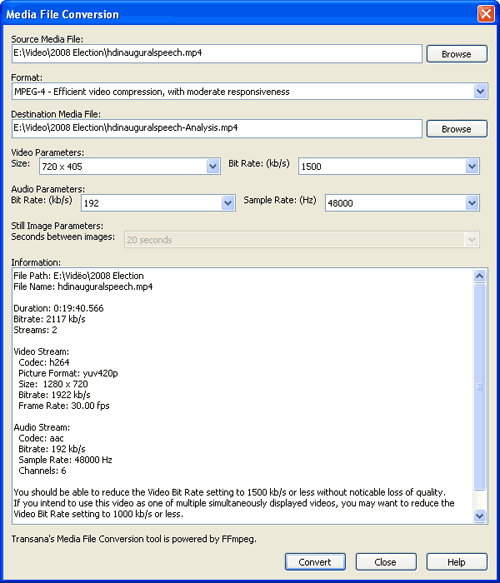 Media File Conversion
Source Media File:
E:\Video\2008 Election\hdinauguralspeech.mp4
Browse
Format:
MPEG-4 - Efficient video compression, with moderate responsiveness
Destination Media File:
E:\Video\2008 Election\hdinauguralspeech-Analysis.mp4
Browse
Video Parameters:
Size: 720 x 405 Bit Rate: (kb/s) 1500
Audio Parameters:
Bit Rate: (kb/s) 192 Sample Rate: (Hz) 48000
Still Image Parameters:
Seconds between images: 20 seconds
Information:
File Path: E:\Vidëo\2008 Election
File Name: hdinauguralspeech.mp4
Duration: 0:19:40.566
Bitrate: 2117 kb/s
Streams: 2
Video Stream:
Codec: h264
Picture Format: yuv420p
Size: 1280 x 720
Bitrate: 1922 kb/s
Frame Rate: 30.00 fps
Audio Stream:
Codec: aac
Bitrate: 192 kb/s
Sample Rate: 48000 Hz
Channels: 6
You should be able to reduce the Video Bit Rate setting to 1500 kb/s or less without noticable loss of quality.
If you intend to use this video as one of multiple simultaneously displayed videos, you may want to reduce the
Video Bit Rate setting to 1000 kb/s or less.
Transana's Media File Conversion tool is powered by FFmpeg.
Convert Close Help